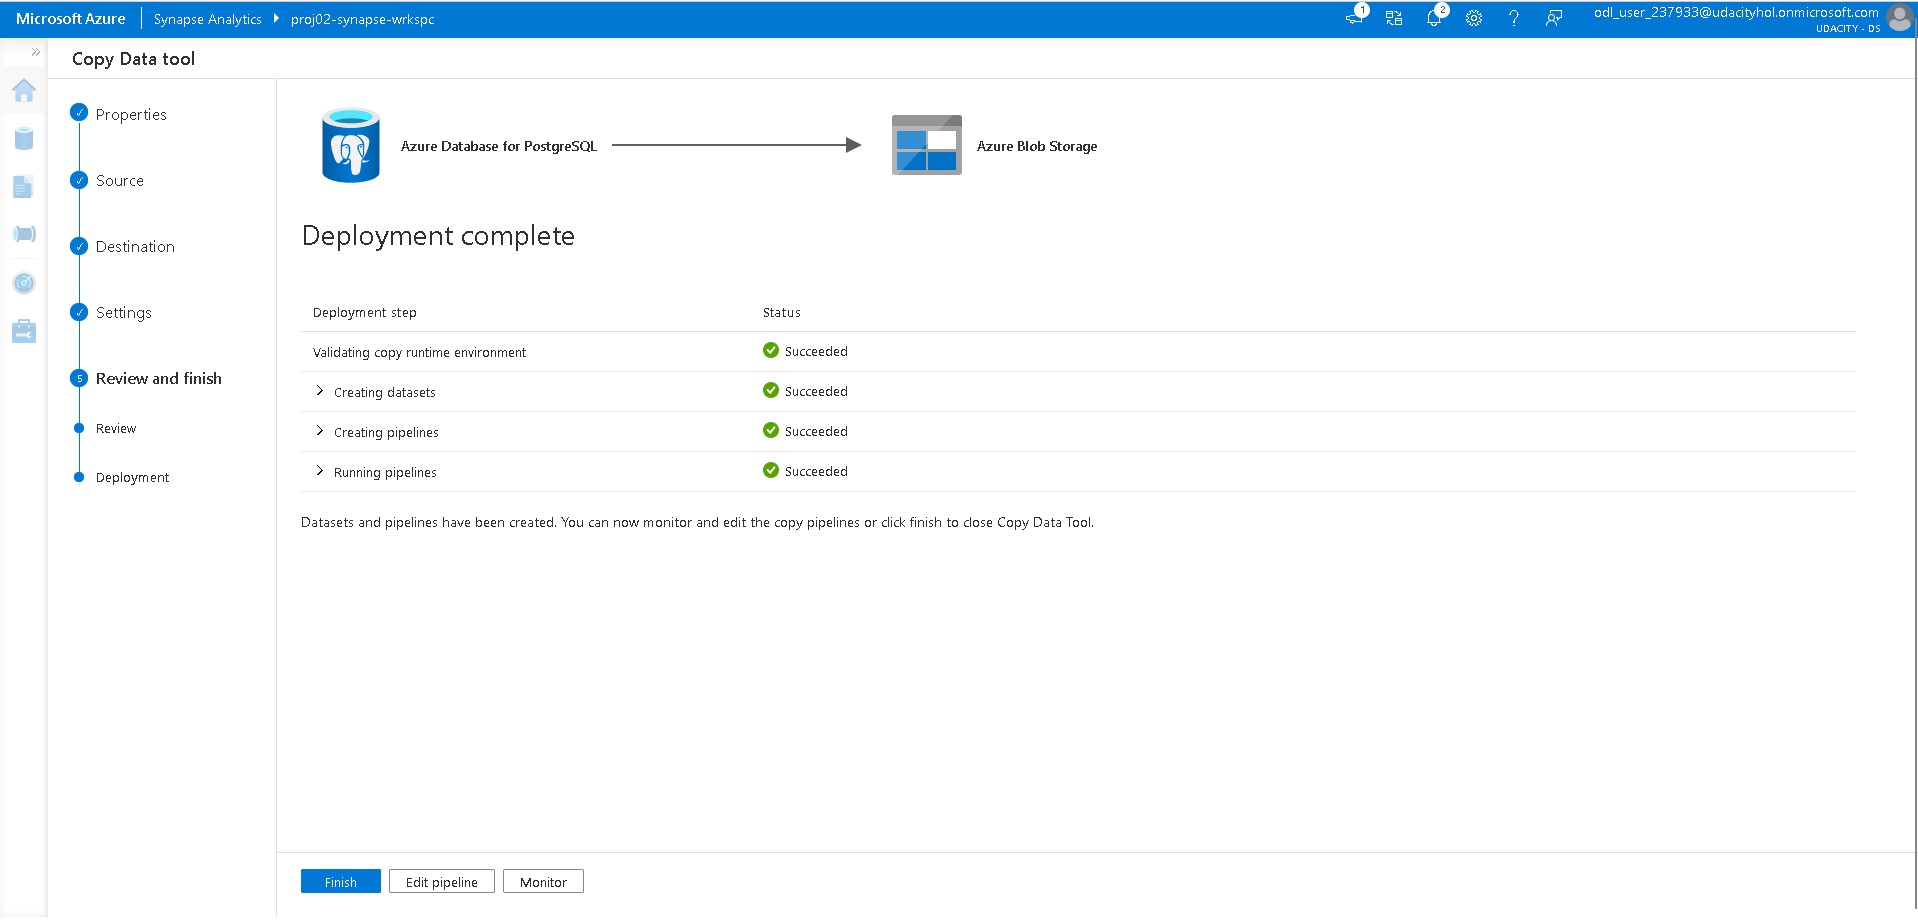 Microsoft Azure
Synapse Analytics
proj02-synapse-wrkspc
1
2
?
odl_user_237933@udacityhol.onmicrosoft.com
UDACITY - DS
»
Copy Data tool
Properties
Source
Destination
Settings
5
Review and finish
Review
Deployment
Azure Database for PostgreSQL
Azure Blob Storage
Deployment complete
Deployment step Status
Validating copy runtime environment Succeeded
Creating datasets Succeeded
Creating pipelines Succeeded
Running pipelines Succeeded
Datasets and pipelines have been created. You can now monitor and edit the copy pipelines or click finish to close Copy Data Tool.
Finish
Edit pipeline
Monitor